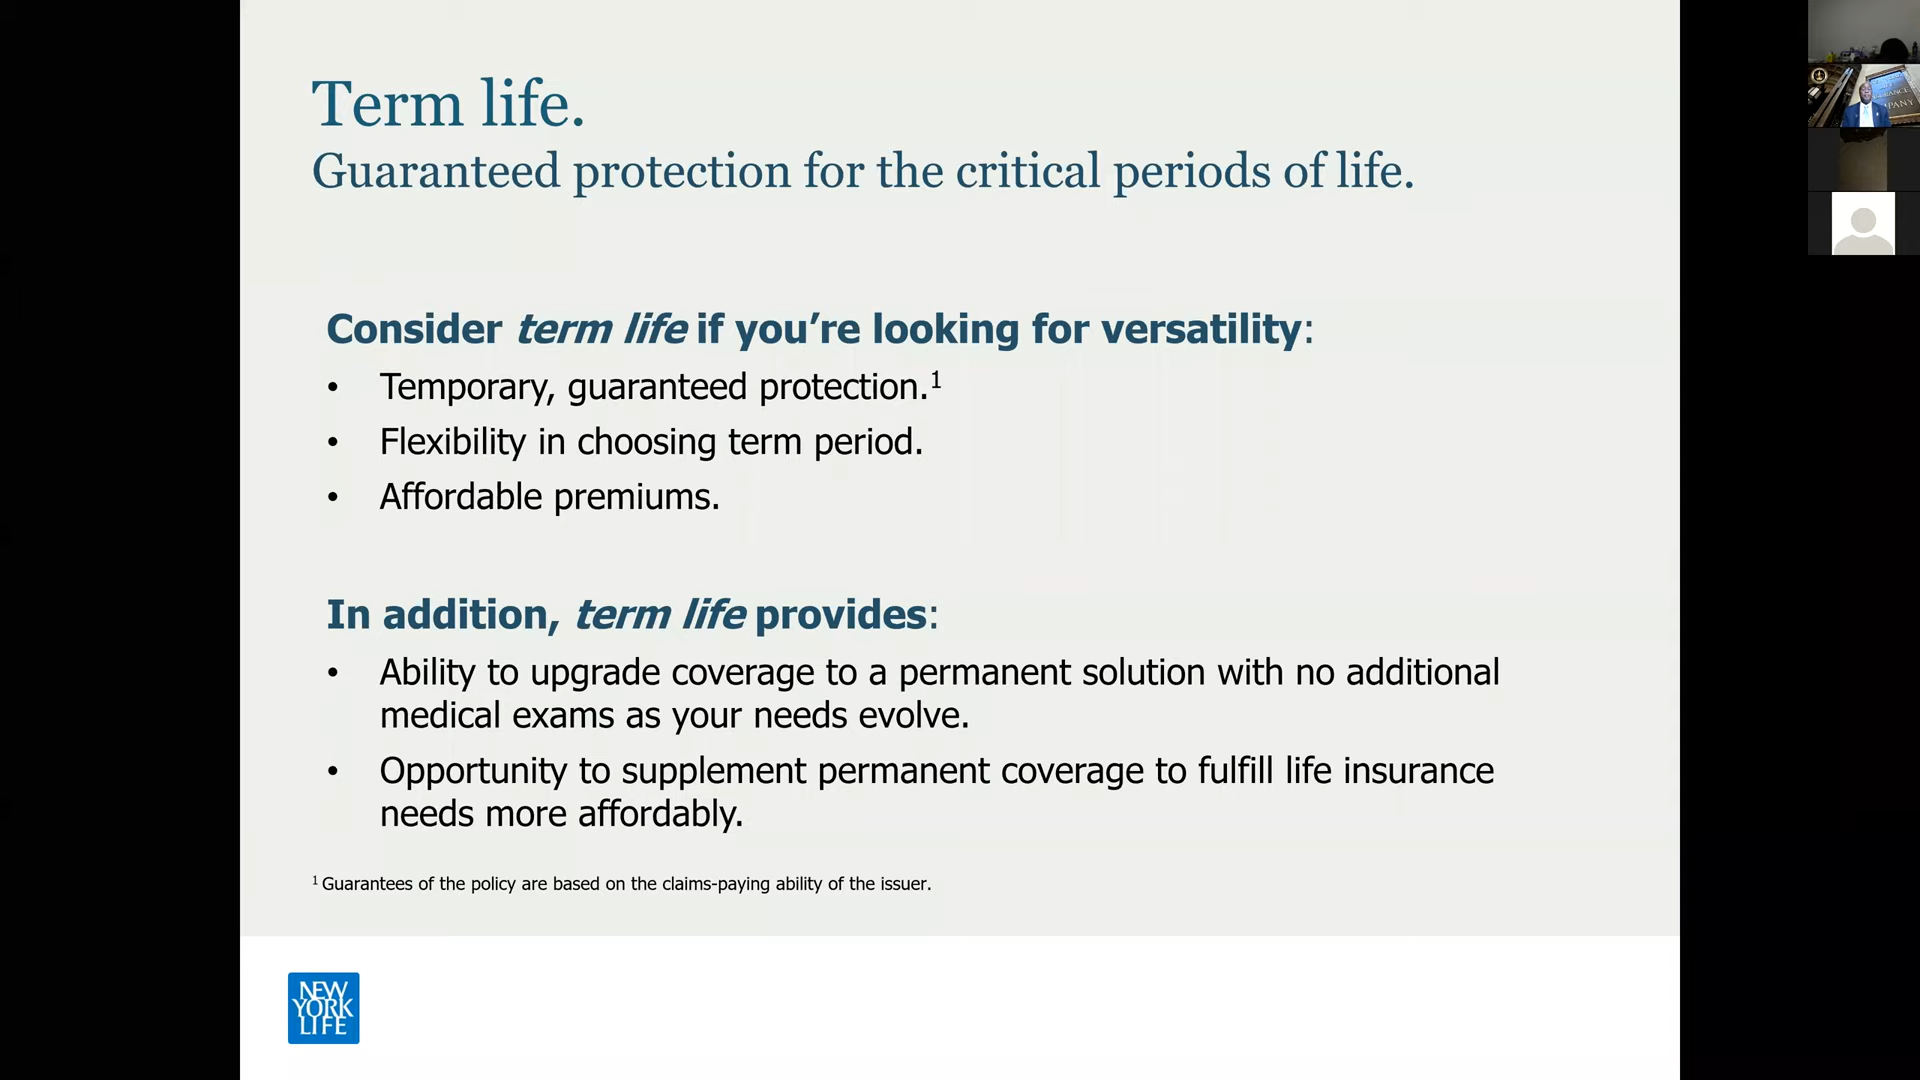 Term life.
Guaranteed protection for the critical periods of life.
Consider term life if you’re looking for versatility:
• Temporary, guaranteed protection.¹
• Flexibility in choosing term period.
• Affordable premiums.
In addition, term life provides:
• Ability to upgrade coverage to a permanent solution with no additional
medical exams as your needs evolve.
• Opportunity to supplement permanent coverage to fulfill life insurance
needs more affordably.
¹ Guarantees of the policy are based on the claims-paying ability of the issuer.
NEW
YORK
LIFE